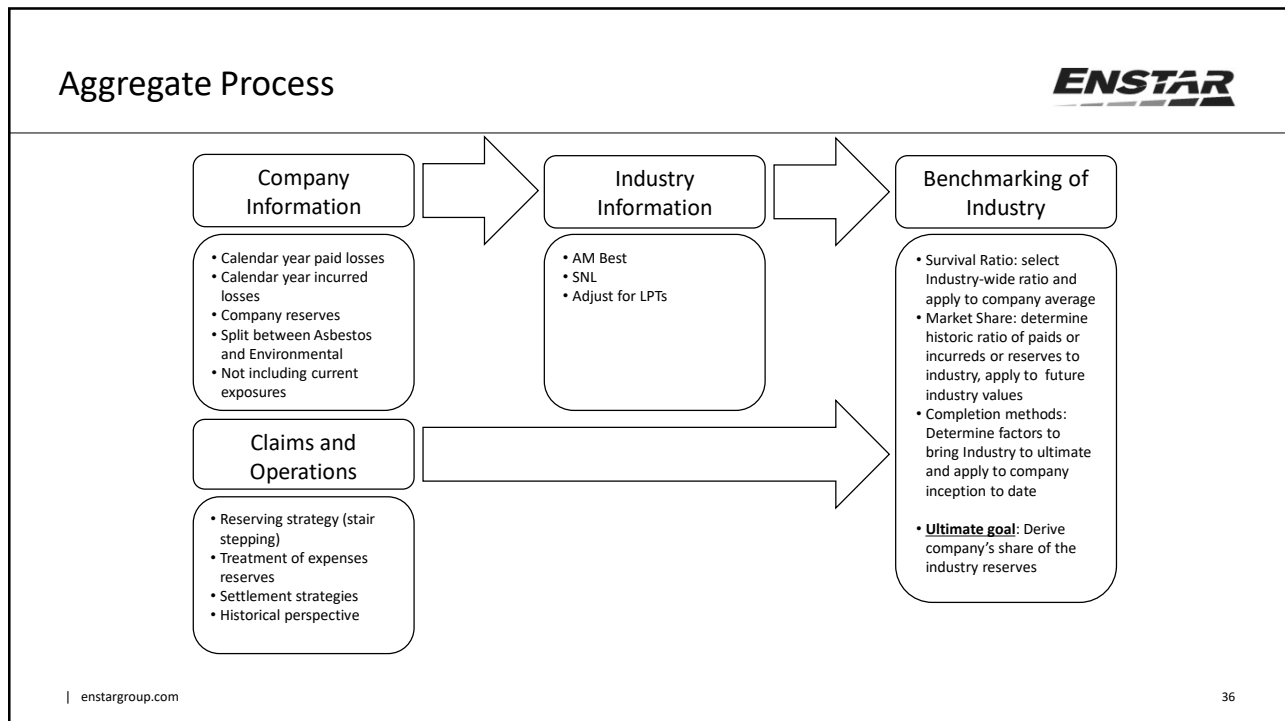 Aggregate Process
ENSTAR
Company
Information
• Calendar year paid losses
• Calendar year incurred
losses
• Company reserves
• Split between Asbestos
and Environmental
• Not including current
exposures
Industry
Information
• AM Best
• SNL
• Adjust for LPTs
Benchmarking of
Industry
• Survival Ratio: select
Industry-wide ratio and
apply to company average
• Market Share: determine
historic ratio of paids or
incurreds or reserves to
industry, apply to future
industry values
• Completion methods:
Determine factors to
bring Industry to ultimate
and apply to company
inception to date
• Ultimate goal: Derive
company's share of the
industry reserves
Claims and
Operations
• Reserving strategy (stair
stepping)
• Treatment of expenses
reserves
• Settlement strategies
• Historical perspective
| enstargroup.com
36